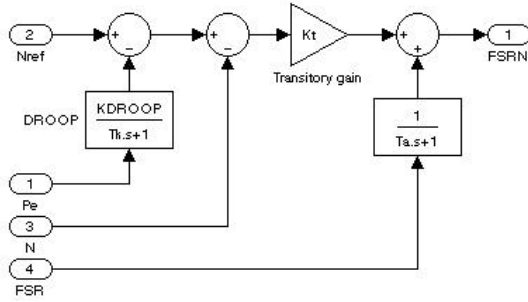 2
Nref
+
−
+
−
Kt
Transitory gain
+
+
1
FSRN
DROOP
KDROOP
Tk.s+1
1
Ta.s+1
1
Pe
3
N
4
FSR